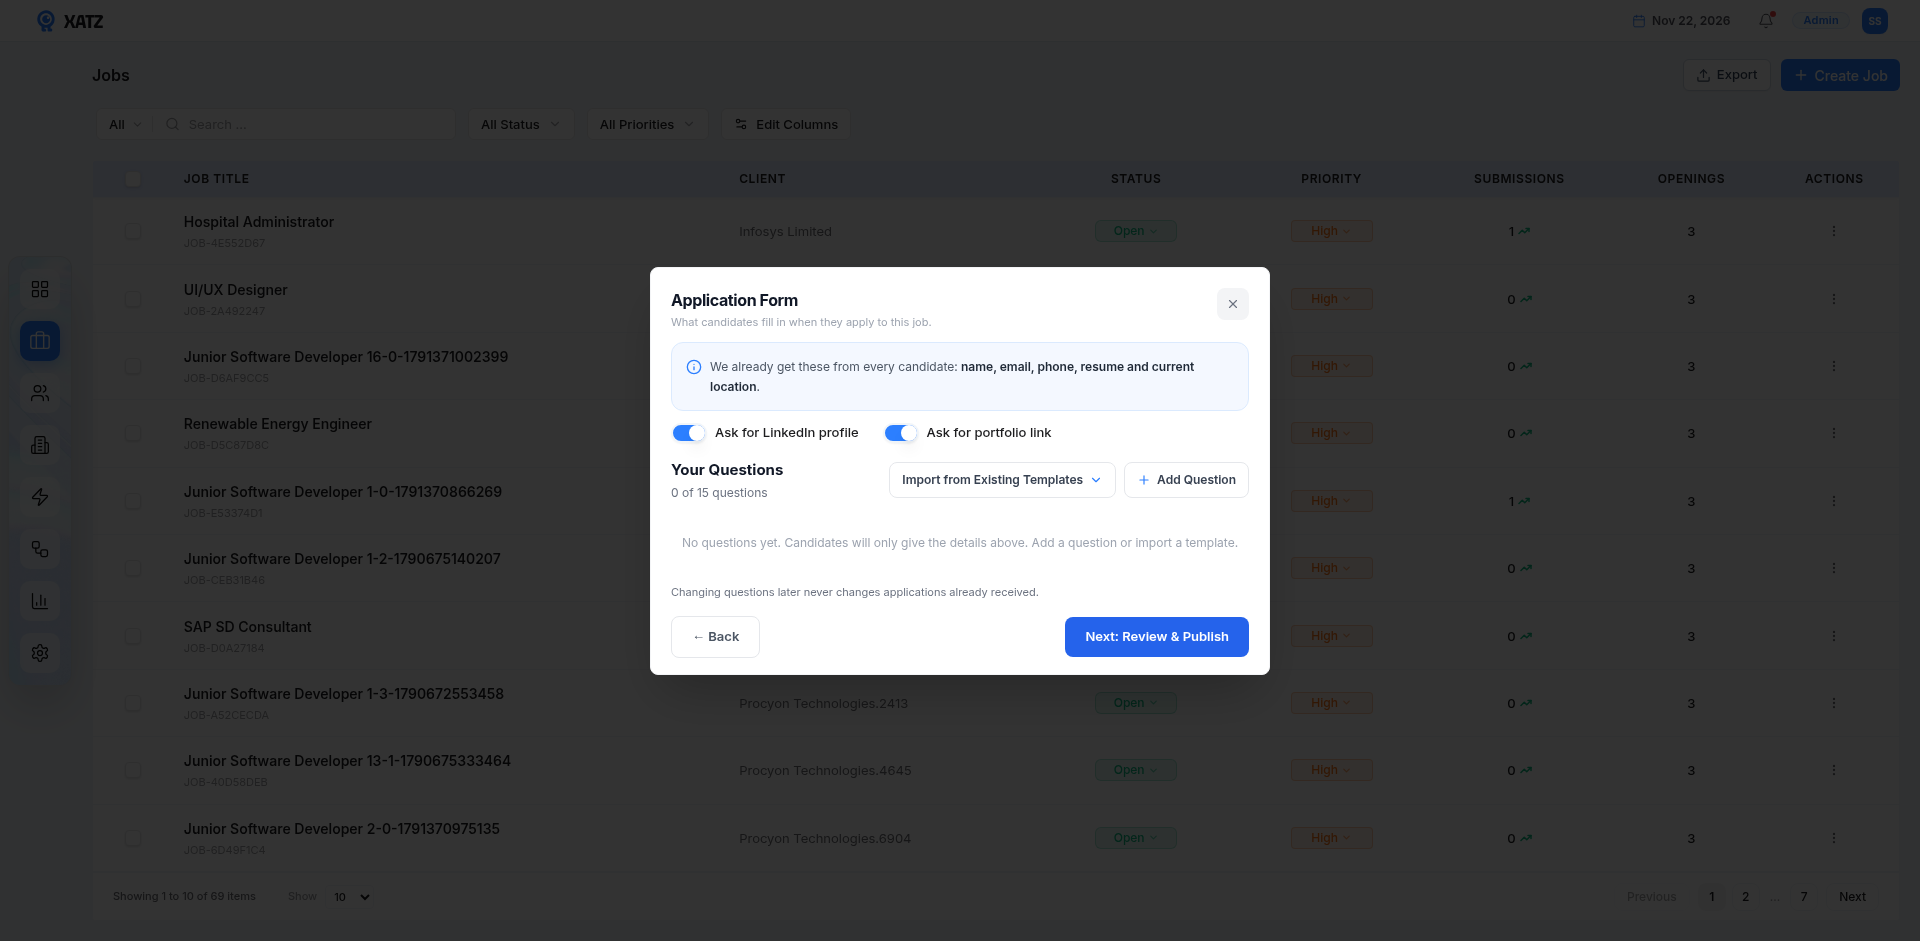 XATZ
Nov 22, 2026
Admin
SS
Jobs
Export
Create Job
All
Search ...
All Status
All Priorities
Edit Columns
JOB TITLE CLIENT STATUS PRIORITY SUBMISSIONS OPENINGS ACTIONS
Hospital Administrator
JOB-4E552D67
Infosys Limited Open High 1 3
UI/UX Designer
JOB-2A492247
High 0 3
Junior Software Developer 16-0-1791371002399
JOB-D6AF9CC5
High 0 3
Renewable Energy Engineer
JOB-D5C87D8C
High 0 3
Junior Software Developer 1-0-1791370866269
JOB-E53374D1
High 1 3
Junior Software Developer 1-2-1790675140207
JOB-CEB31B46
High 0 3
SAP SD Consultant
JOB-D0A27184
High 0 3
Junior Software Developer 1-3-1790672553458
JOB-A52CECDA
Procyon Technologies.2413 Open High 0 3
Junior Software Developer 13-1-1790675333464
JOB-40D58DEB
Procyon Technologies.4645 Open High 0 3
Junior Software Developer 2-0-1791370975135
JOB-6D49F1C4
Procyon Technologies.6904 Open High 0 3
Showing 1 to 10 of 69 items
Show 10
Previous 1 2 ... 7 Next
Application Form
What candidates fill in when they apply to this job.
We already get these from every candidate: name, email, phone, resume and current
location.
Ask for LinkedIn profile
Ask for portfolio link
Your Questions
0 of 15 questions
Import from Existing Templates
Add Question
No questions yet. Candidates will only give the details above. Add a question or import a template.
Changing questions later never changes applications already received.
← Back
Next: Review & Publish